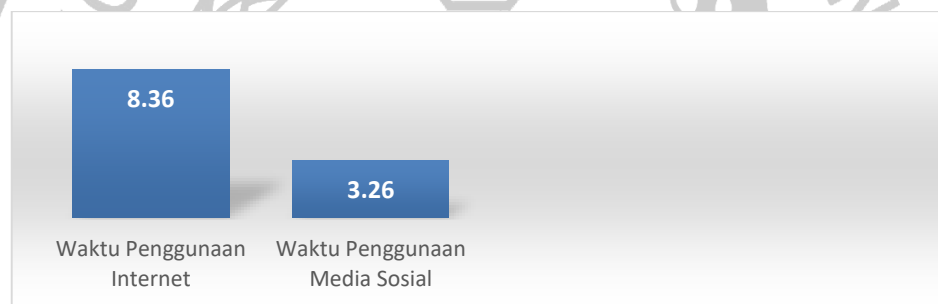 8.36
3.26
Waktu Penggunaan
Internet
Waktu Penggunaan
Media Sosial